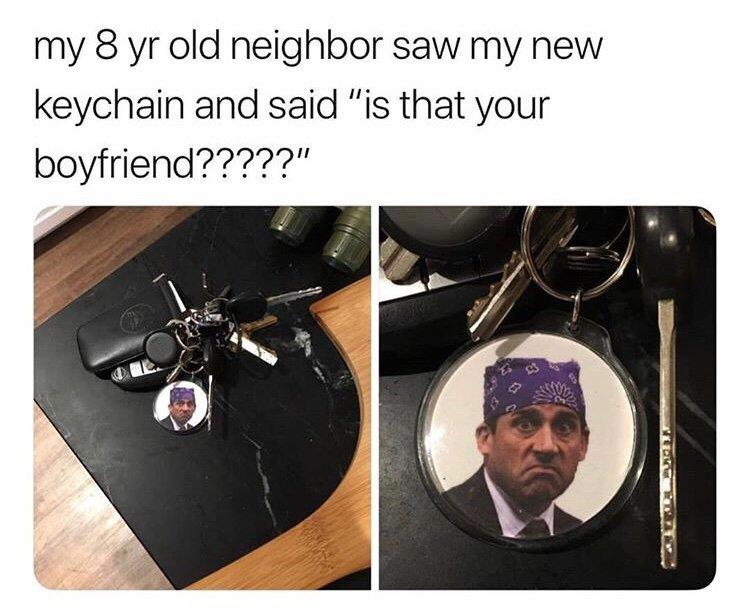 my 8 yr old neighbor saw my new
keychain and said "is that your
boyfriend?????"